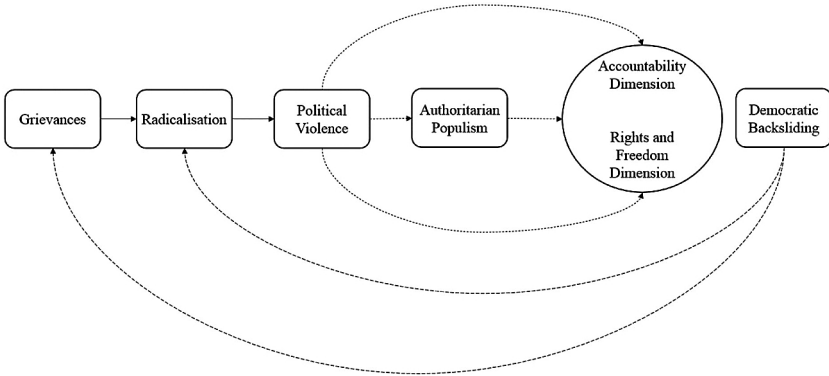 Grievances
Radicalisation
Political
Violence
Authoritarian
Populism
Accountability
Dimension
Rights and
Freedom
Dimension
Democratic
Backsliding